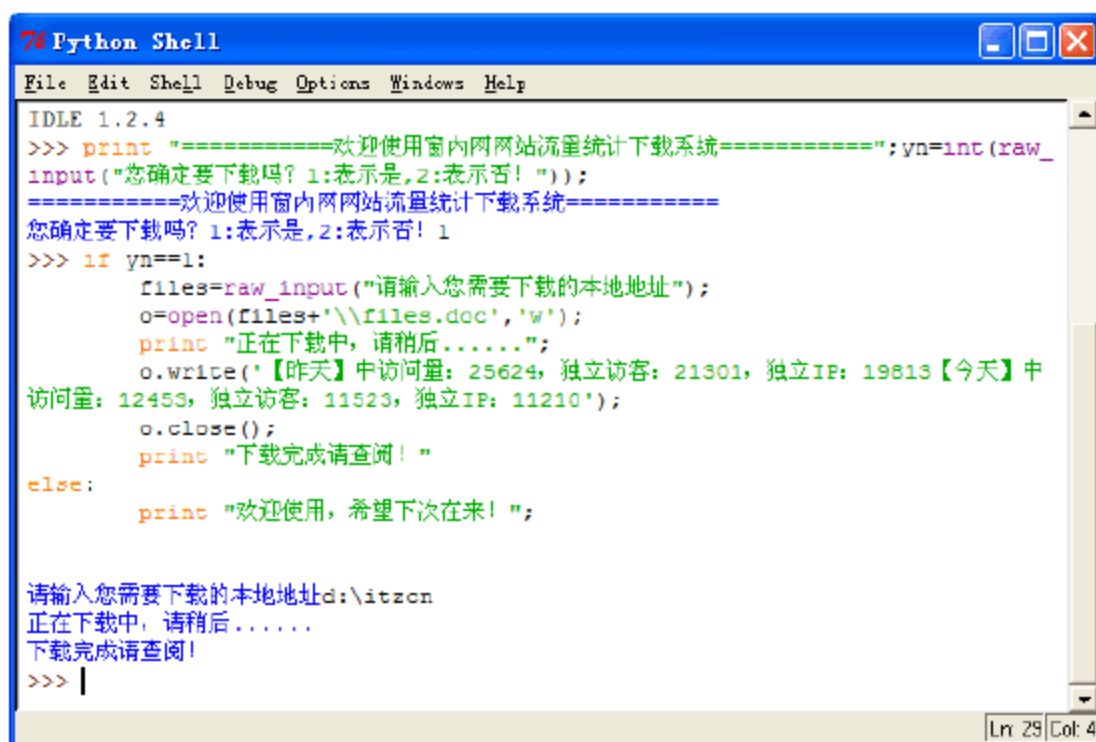 Python Shell
File Edit Shell Debug Options Windows Help
IDLE 1.2.4
>>> print "===========欢迎使用窗内网网站流量统计下载系统===========";yn=int(raw_
input("您确定要下载吗？1:表示是,2:表示否！"));
===========欢迎使用窗内网网站流量统计下载系统===========
您确定要下载吗？1:表示是,2:表示否！1
>>> if yn==1:
        files=raw_input("请输入您需要下载的本地地址");
        o=open(files+'\\files.doc','w');
        print "正在下载中，请稍后......";
        o.write('【昨天】中访问量：25624，独立访客：21301，独立IP：19813【今天】中
访问量：12453，独立访客：11523，独立IP：11210');
        o.close();
        print "下载完成请查阅！"
else:
        print "欢迎使用，希望下次在来！";
请输入您需要下载的本地地址d:\itzcn
正在下载中，请稍后......
下载完成请查阅！
>>>
Ln: 29 Col: 4